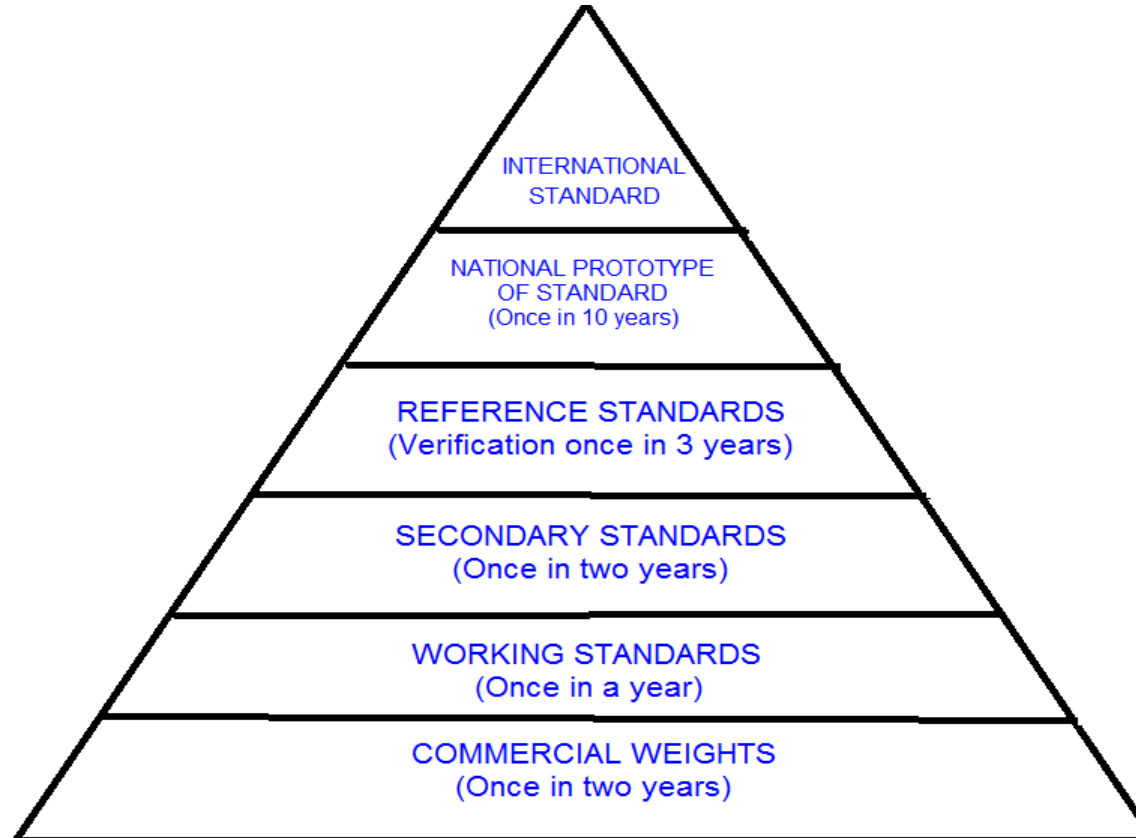 INTERNATIONAL
STANDARD
NATIONAL PROTOTYPE
OF STANDARD
(Once in 10 years)
REFERENCE STANDARDS
(Verification once in 3 years)
SECONDARY STANDARDS
(Once in two years)
WORKING STANDARDS
(Once in a year)
COMMERCIAL WEIGHTS
(Once in two years)